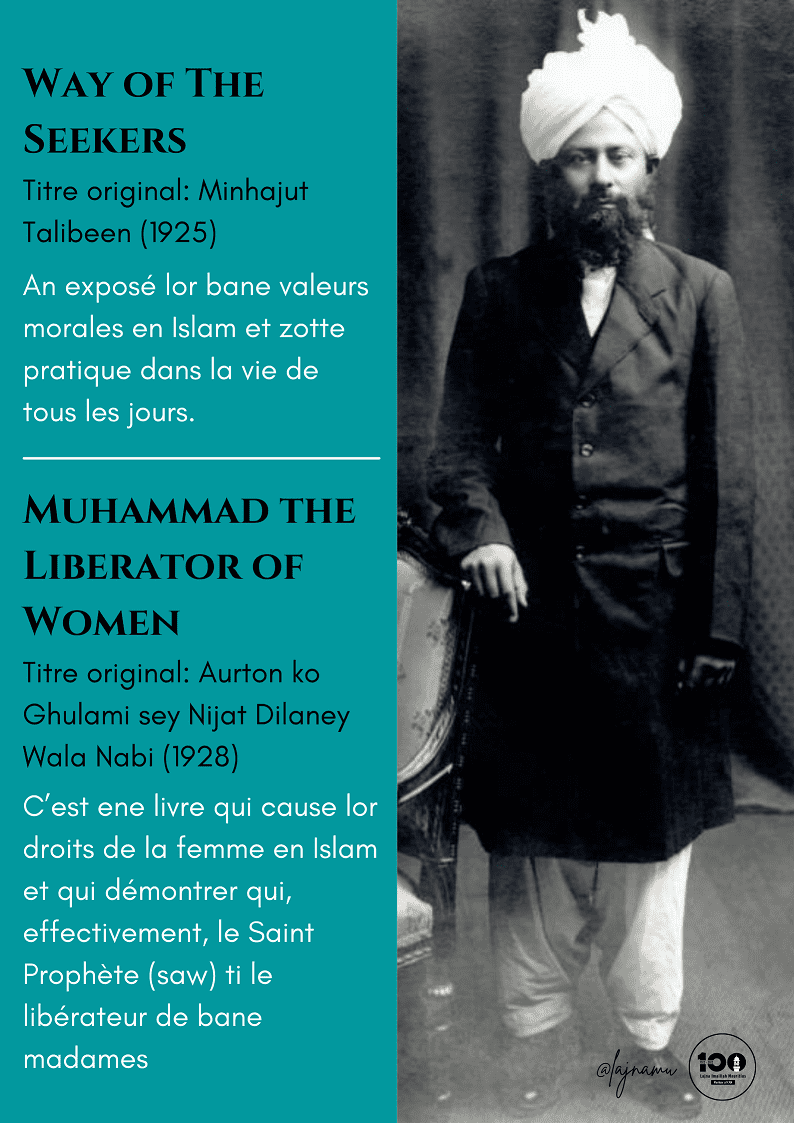 WAY OF THE
SEEKERS
Titre original: Minhajut
Talibeen (1925)
An exposé lor bane valeurs
morales en Islam et zotte
pratique dans la vie de
tous les jours.
MUHAMMAD THE
LIBERATOR OF
WOMEN
Titre original: Aurton ko
Ghulami sey Nijat Dilaney
Wala Nabi (1928)
C’est ene livre qui cause lor
droits de la femme en Islam
et qui démontrer qui,
effectivement, le Saint
Prophète (saw) ti le
libérateur de bane
madames
@lajnamu
100
Lajna Imaillah Mauritius